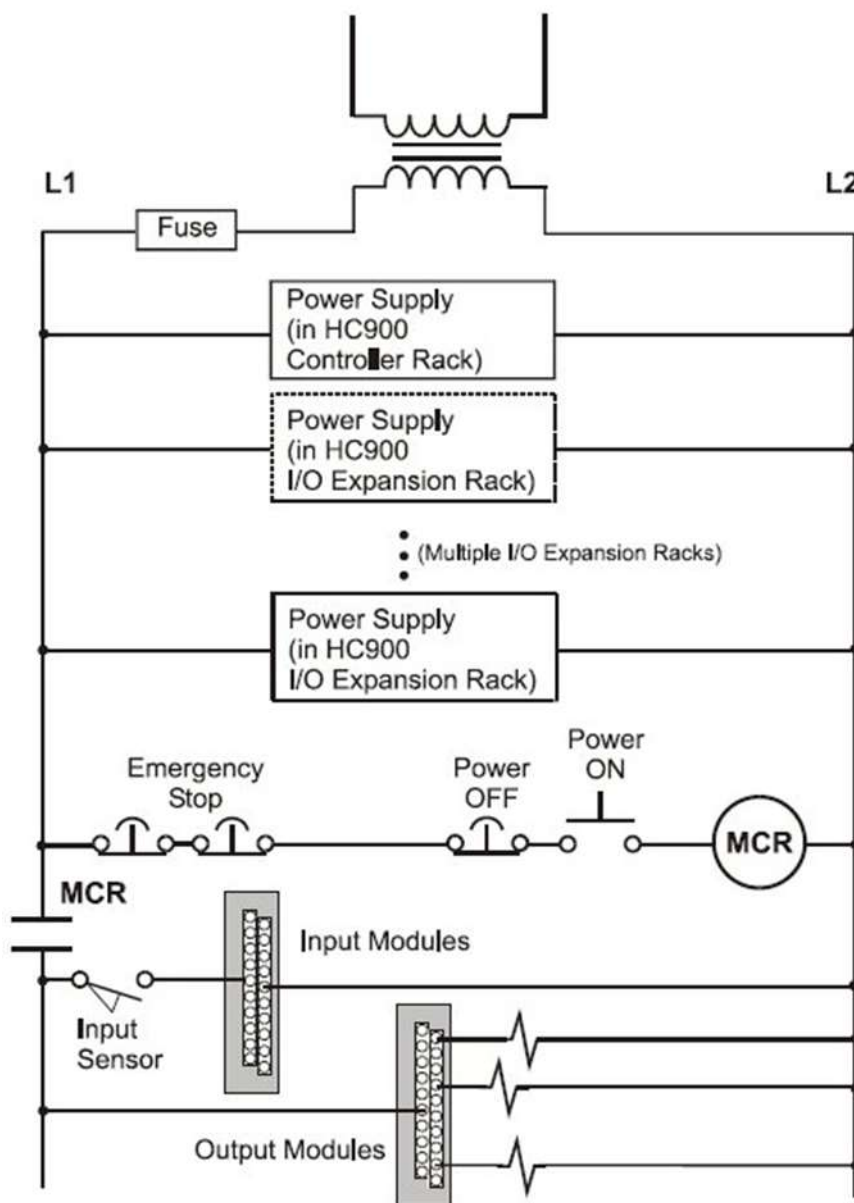 L1
L2
Fuse
Power Supply
(in HC900
Controller Rack)
Power Supply
(in HC900
I/O Expansion Rack)
(Multiple I/O Expansion Racks)
Power Supply
(in HC900
I/O Expansion Rack)
Emergency
Stop
Power
OFF
Power
ON
MCR
MCR
Input Modules
Input
Sensor
Output Modules